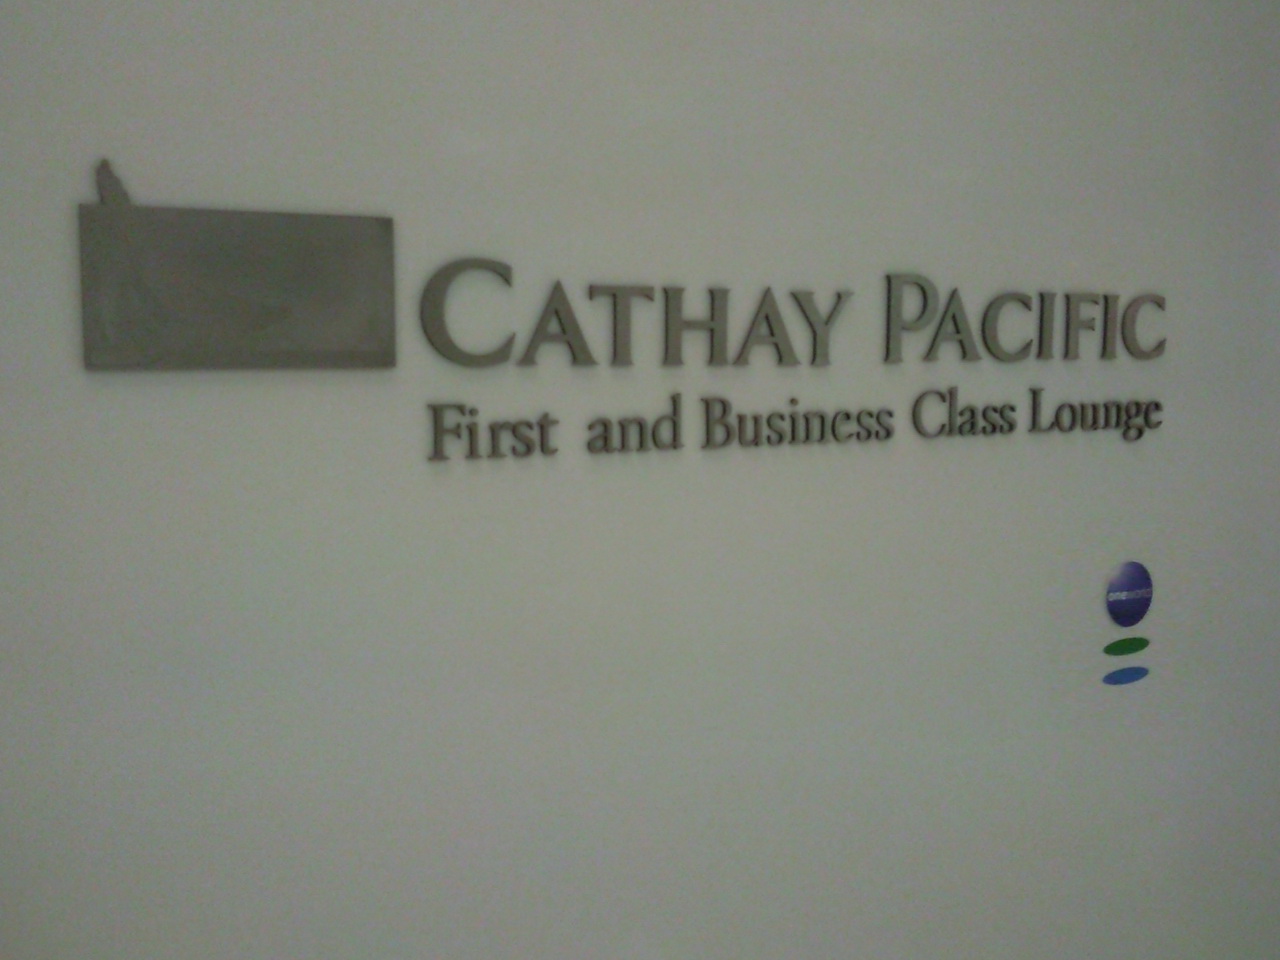 CATHAY PACIFIC
First and Business Class Lounge
oneworld